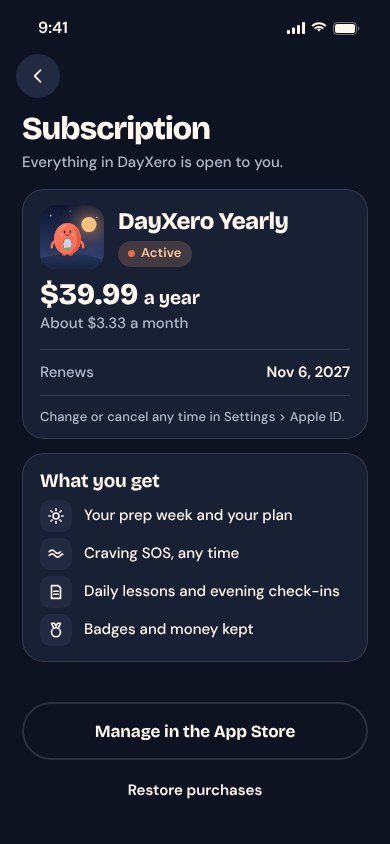 9:41
Subscription
Everything in DayXero is open to you.
DayXero Yearly
Active
$39.99 a year
About $3.33 a month
Renews Nov 6, 2027
Change or cancel any time in Settings > Apple ID.
What you get
Your prep week and your plan
Craving SOS, any time
Daily lessons and evening check-ins
Badges and money kept
Manage in the App Store
Restore purchases